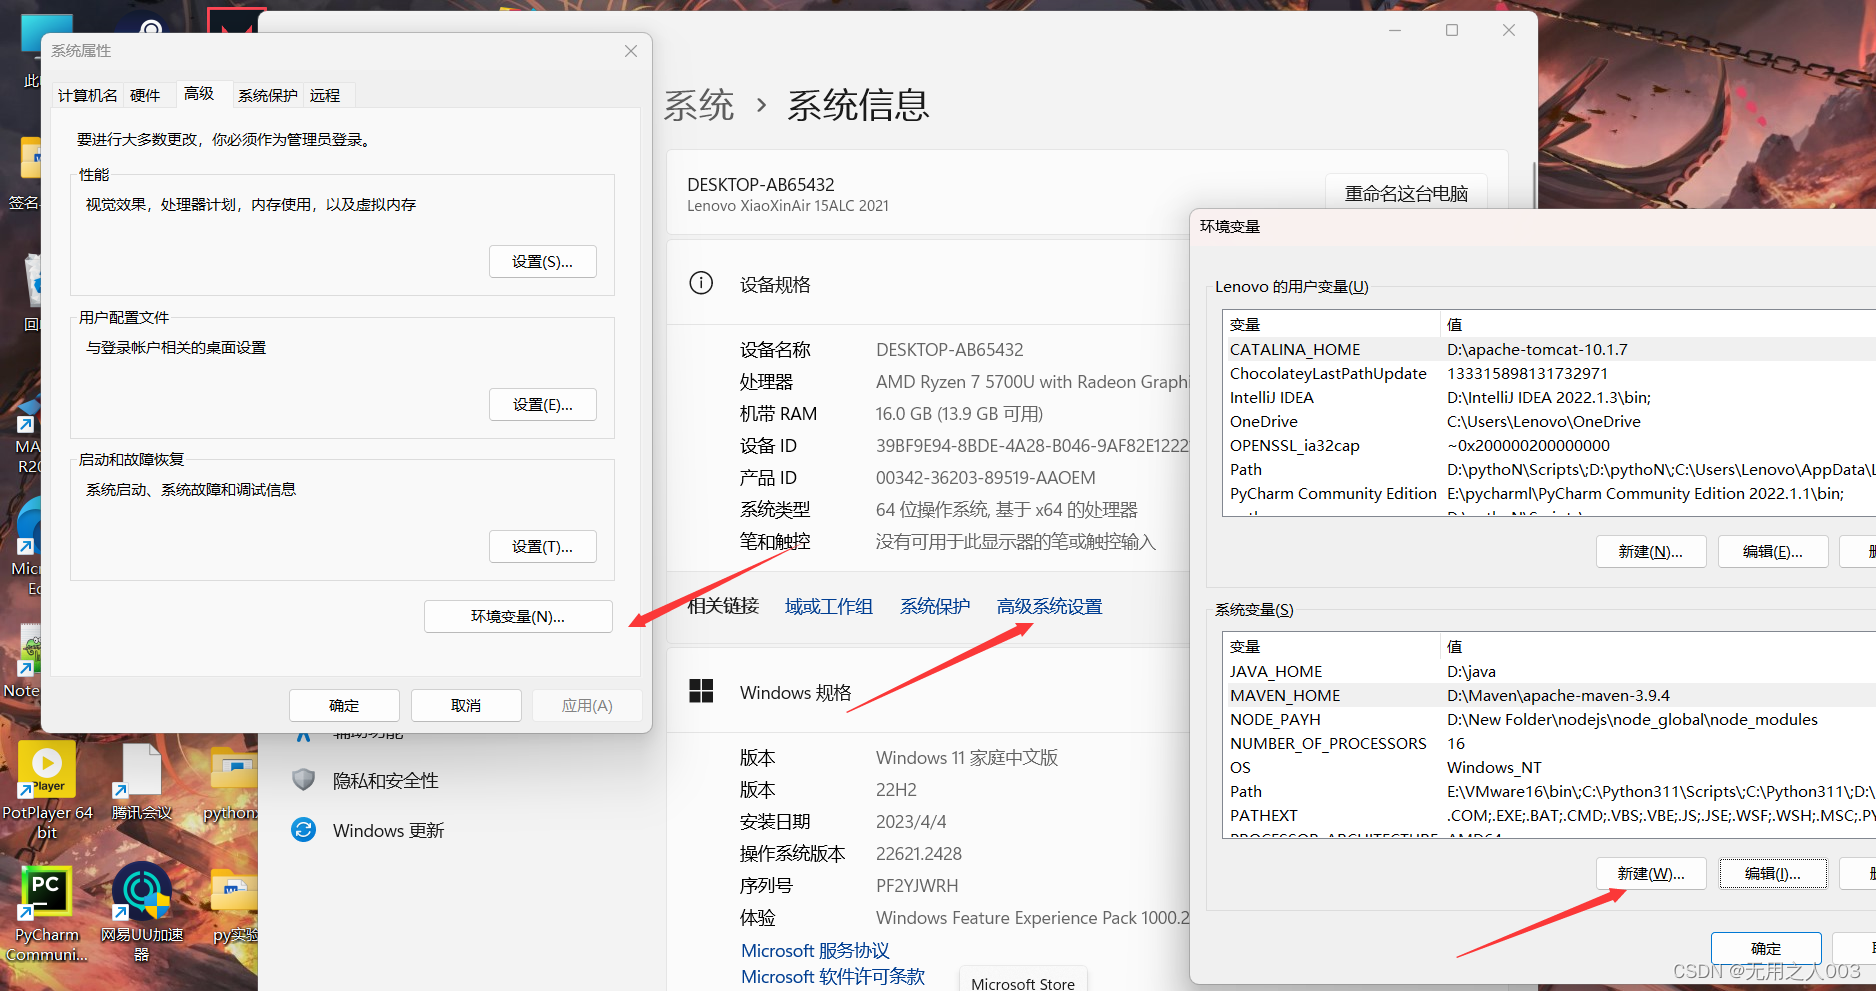 系统属性
计算机名 硬件 高级 系统保护 远程
要进行大多数更改，你必须作为管理员登录。
性能
视觉效果，处理器计划，内存使用，以及虚拟内存
设置(S)...
用户配置文件
与登录帐户相关的桌面设置
设置(E)...
启动和故障恢复
系统启动、系统故障和调试信息
设置(T)...
环境变量(N)...
确定 取消 应用(A)
系统 › 系统信息
DESKTOP-AB65432
Lenovo XiaoXinAir 15ALC 2021
重命名这台电脑
设备规格
设备名称 DESKTOP-AB65432
处理器 AMD Ryzen 7 5700U with Radeon Graphi
机带 RAM 16.0 GB (13.9 GB 可用)
设备 ID 39BF9E94-8BDE-4A28-B046-9AF82E1222
产品 ID 00342-36203-89519-AAOEM
系统类型 64 位操作系统, 基于 x64 的处理器
笔和触控 没有可用于此显示器的笔或触控输入
相关链接 域或工作组 系统保护 高级系统设置
Windows 规格
版本 Windows 11 家庭中文版
版本 22H2
安装日期 2023/4/4
操作系统版本 22621.2428
序列号 PF2YJWRH
体验 Windows Feature Experience Pack 1000.2
Microsoft 服务协议
Microsoft 软件许可条款
Microsoft Store
辅助功能
隐私和安全性
Windows 更新
环境变量
Lenovo 的用户变量(U)
变量 值
CATALINA_HOME D:\apache-tomcat-10.1.7
ChocolateyLastPathUpdate 133315898131732971
IntelliJ IDEA D:\IntelliJ IDEA 2022.1.3\bin;
OneDrive C:\Users\Lenovo\OneDrive
OPENSSL_ia32cap ~0x200000200000000
Path D:\pythoN\Scripts\;D:\pythoN\;C:\Users\Lenovo\AppData\L
PyCharm Community Edition E:\pycharml\PyCharm Community Edition 2022.1.1\bin;
新建(N)... 编辑(E)...
系统变量(S)
变量 值
JAVA_HOME D:\java
MAVEN_HOME D:\Maven\apache-maven-3.9.4
NODE_PAYH D:\New Folder\nodejs\node_global\node_modules
NUMBER_OF_PROCESSORS 16
OS Windows_NT
Path E:\VMware16\bin\;C:\Python311\Scripts\;C:\Python311\;D:\
PATHEXT .COM;.EXE;.BAT;.CMD;.VBS;.VBE;.JS;.JSE;.WSF;.WSH;.MSC;.PY
PROCESSOR_ARCHITECTURE AMD64
新建(W)... 编辑(I)...
确定
此
签名
回
MA
R20
Micr
Ec
Note
PotPlayer 64
bit
腾讯会议
python
PC
PyCharm
Communi...
网易UU加速
器
py实验
Player
CSDN @无用之人003